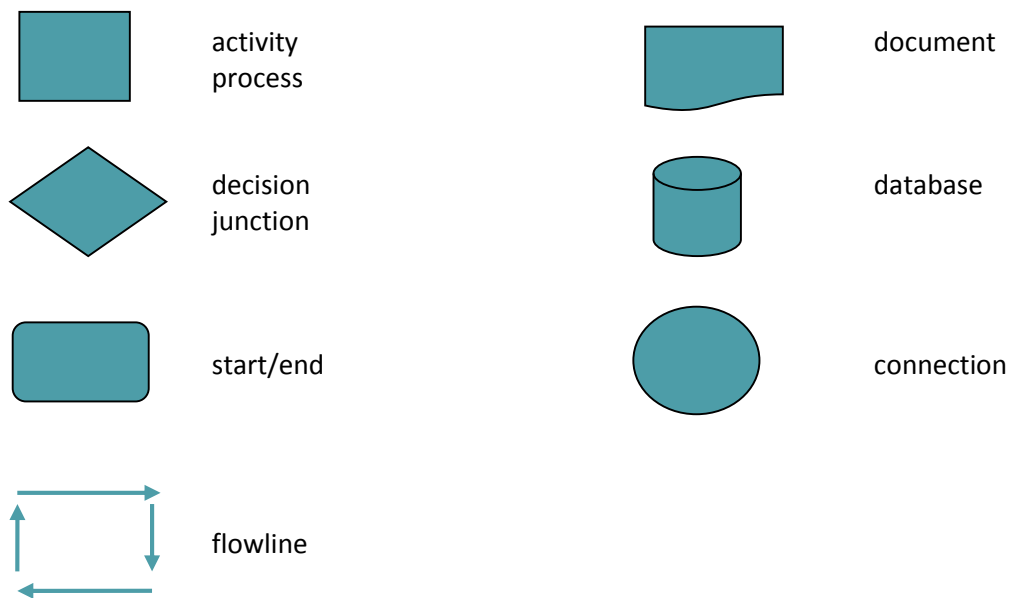 activity
process
document
decision
junction
database
start/end
connection
flowline